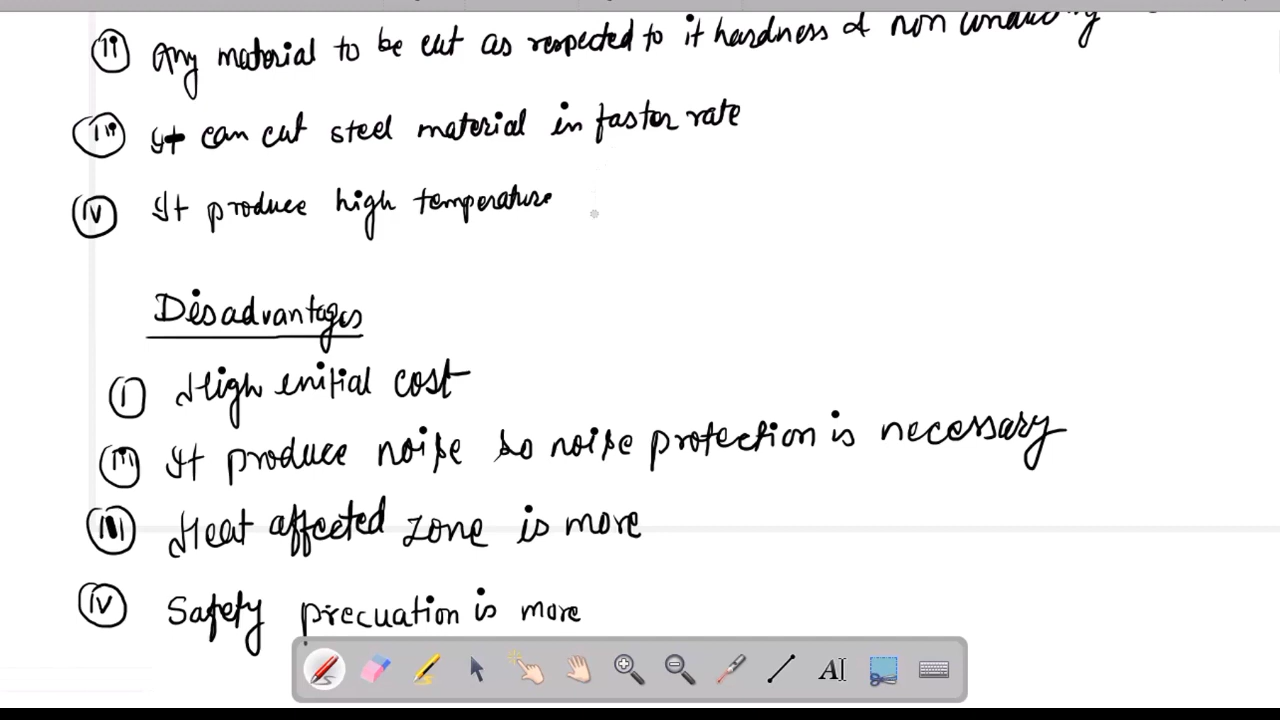 (ii) Any material to be cut as respected to it hardness & non
(iii) It can cut steel material in faster rate
(iv) It produce high temperature
Disadvantages
(i) High initial cost
(ii) It produce noise so noise protection is necessary
(iii) Heat affected zone is more
(iv) Safety precuation is more
AI